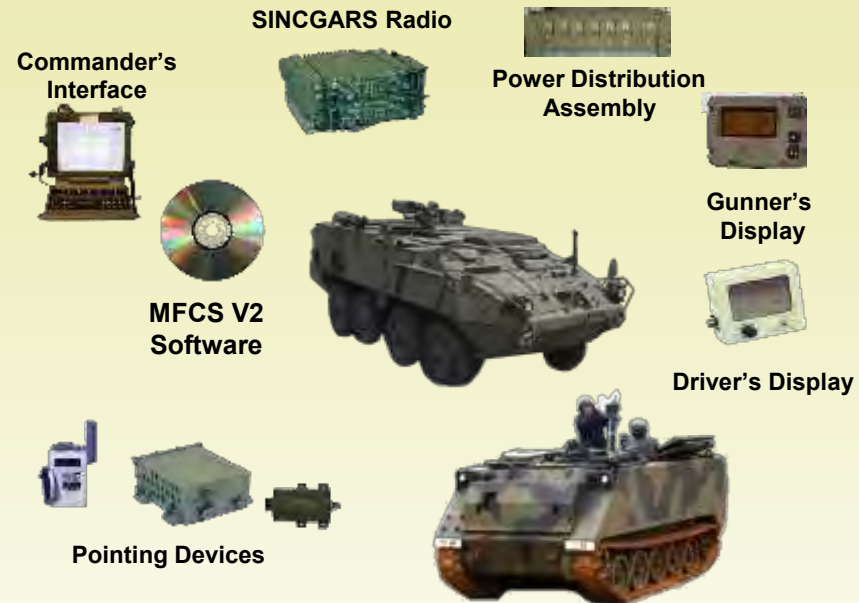 SINCGARS Radio
Commander's
Interface
Power Distribution
Assembly
Gunner's
Display
MFCS V2
Software
Driver's Display
Pointing Devices